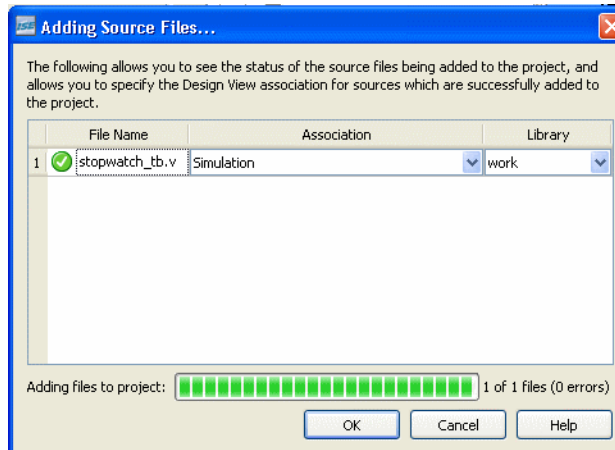 ISE Adding Source Files...
The following allows you to see the status of the source files being added to the project, and
allows you to specify the Design View association for sources which are successfully added to
the project.
File Name Association Library
1 stopwatch_tb.v Simulation work
Adding files to project: 1 of 1 files (0 errors)
OK Cancel Help